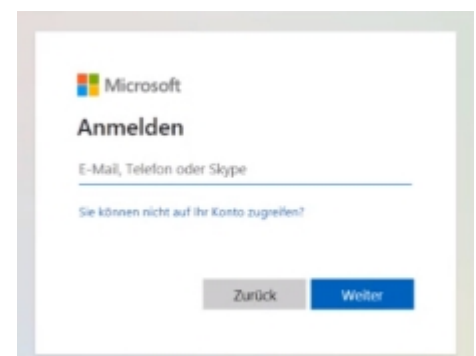 Microsoft
Anmelden
E-Mail, Telefon oder Skype
Sie können nicht auf Ihr Konto zugreifen?
Zurück Weiter